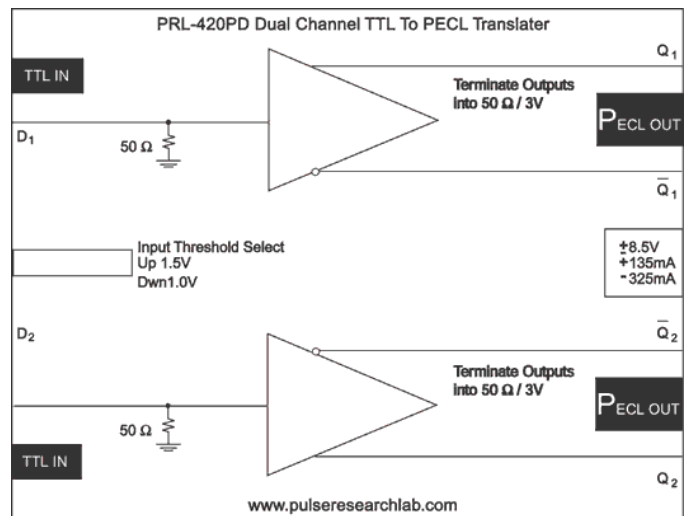 PRL-420PD Dual Channel TTL To PECL Translater
Q1
TTL IN
Terminate Outputs
into 50 Ω / 3V
PECL OUT
D1
50 Ω
Q̅1
Input Threshold Select
Up 1.5V
Dwn1.0V
±8.5V
+135mA
-325mA
D2
Q̅2
Terminate Outputs
into 50 Ω / 3V
PECL OUT
50 Ω
TTL IN
Q2
www.pulseresearchlab.com